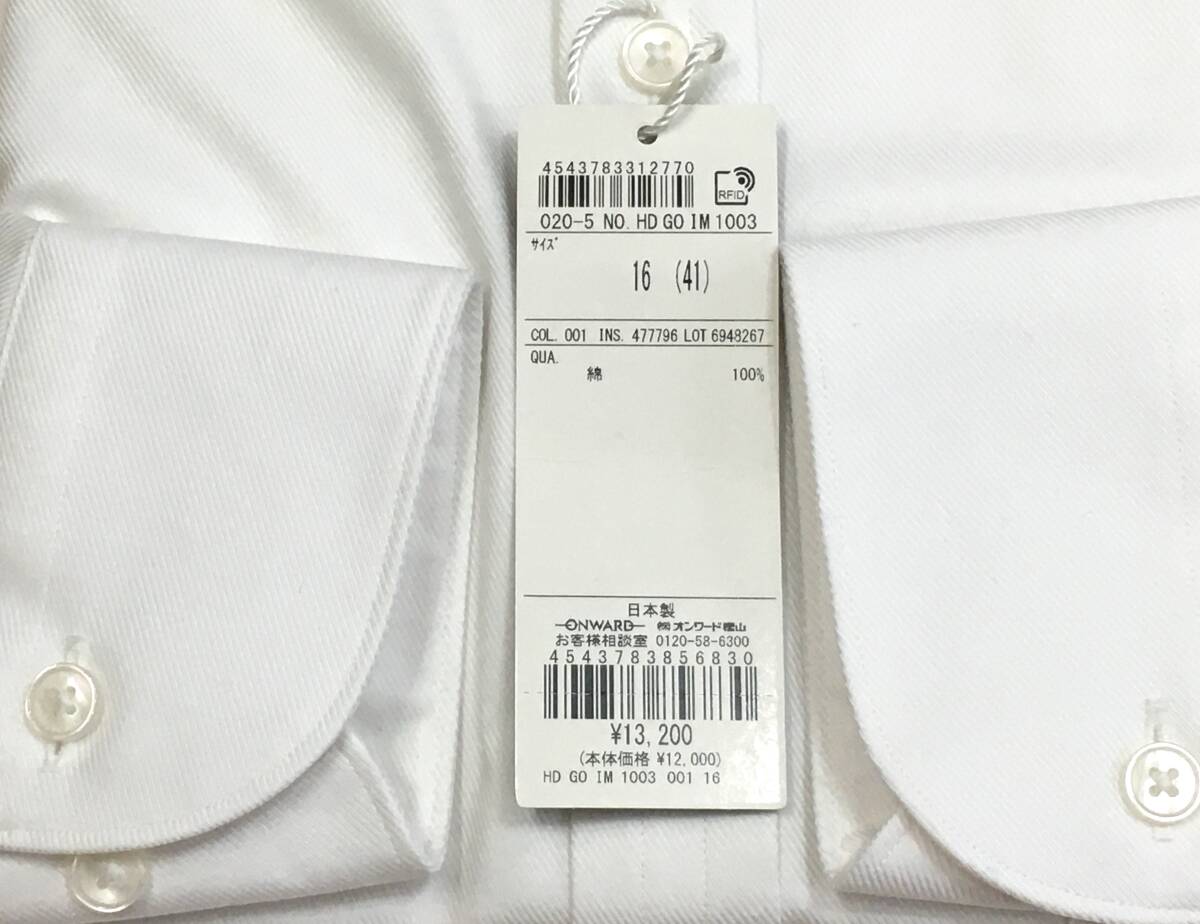 4543783312770
RFID
020-5 NO. HD GO IM 1003
ｻｲｽﾞ
16 (41)
COL. 001 INS. 477796 LOT 6948267
QUA.
綿 100%
日本製
ONWARD ㈱オンワード樫山
お客様相談室 0120-58-6300
4543783856830
¥13,200
(本体価格 ¥12,000)
HD GO IM 1003 001 16